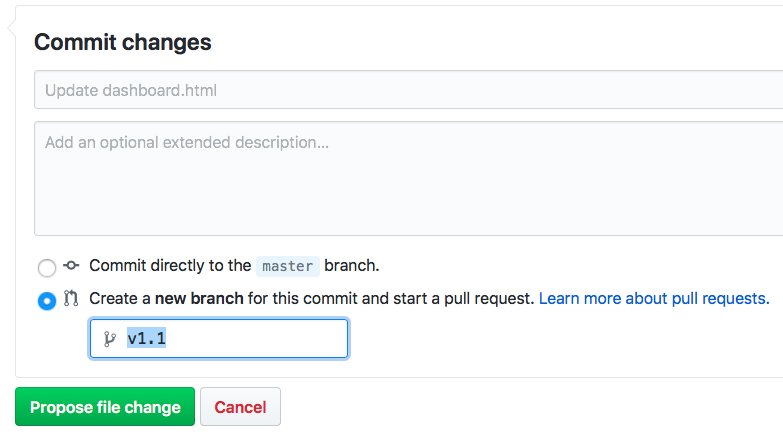 Commit changes
Update dashboard.html
Add an optional extended description...
Commit directly to the master branch.
Create a new branch for this commit and start a pull request. Learn more about pull requests.
v1.1
Propose file change Cancel